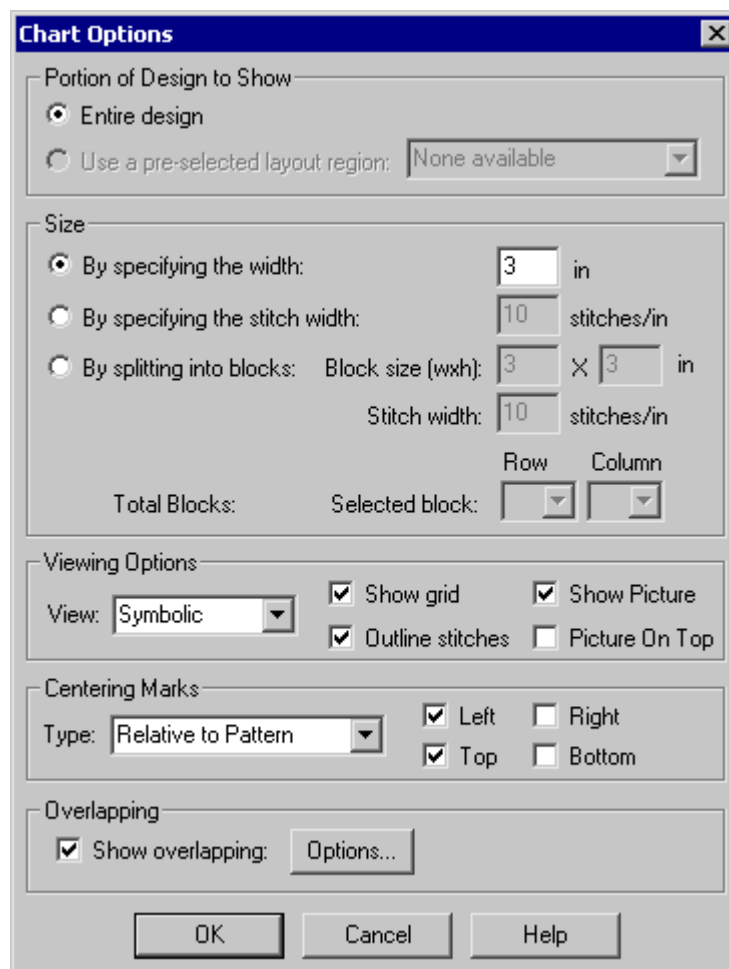 Chart Options
Portion of Design to Show
Entire design
Use a pre-selected layout region: None available
Size
By specifying the width: 3 in
By specifying the stitch width: 10 stitches/in
By splitting into blocks: Block size (wxh): 3 X 3 in
Stitch width: 10 stitches/in
Row Column
Total Blocks: Selected block:
Viewing Options
View: Symbolic Show grid Show Picture
Outline stitches Picture On Top
Centering Marks
Type: Relative to Pattern Left Right
Top Bottom
Overlapping
Show overlapping: Options...
OK Cancel Help